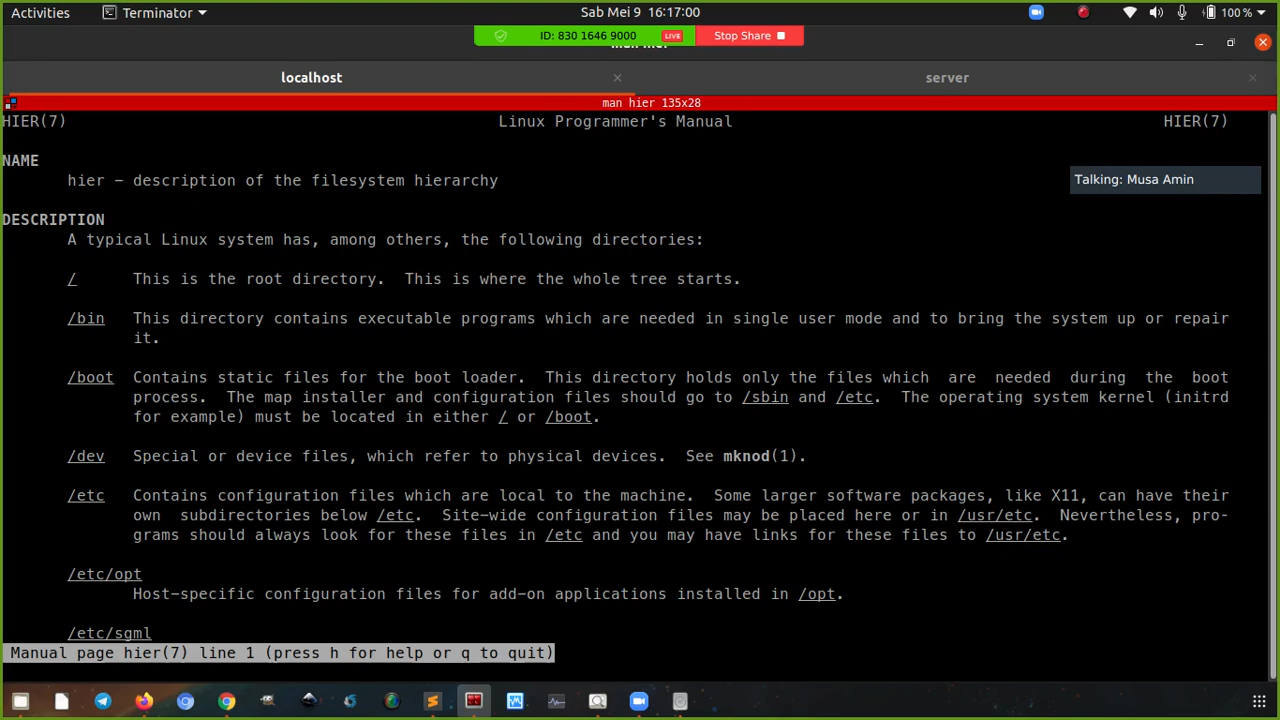 Activities Terminator Sab Mei 9 16:17:00 100 %
ID: 830 1646 9000 LIVE Stop Share
localhost server
man hier 135x28
HIER(7) Linux Programmer's Manual HIER(7)
NAME
hier - description of the filesystem hierarchy
Talking: Musa Amin
DESCRIPTION
A typical Linux system has, among others, the following directories:
/ This is the root directory. This is where the whole tree starts.
/bin This directory contains executable programs which are needed in single user mode and to bring the system up or repair
it.
/boot Contains static files for the boot loader. This directory holds only the files which are needed during the boot
process. The map installer and configuration files should go to /sbin and /etc. The operating system kernel (initrd
for example) must be located in either / or /boot.
/dev Special or device files, which refer to physical devices. See mknod(1).
/etc Contains configuration files which are local to the machine. Some larger software packages, like X11, can have their
own subdirectories below /etc. Site-wide configuration files may be placed here or in /usr/etc. Nevertheless, pro-
grams should always look for these files in /etc and you may have links for these files to /usr/etc.
/etc/opt
Host-specific configuration files for add-on applications installed in /opt.
/etc/sgml
Manual page hier(7) line 1 (press h for help or q to quit)